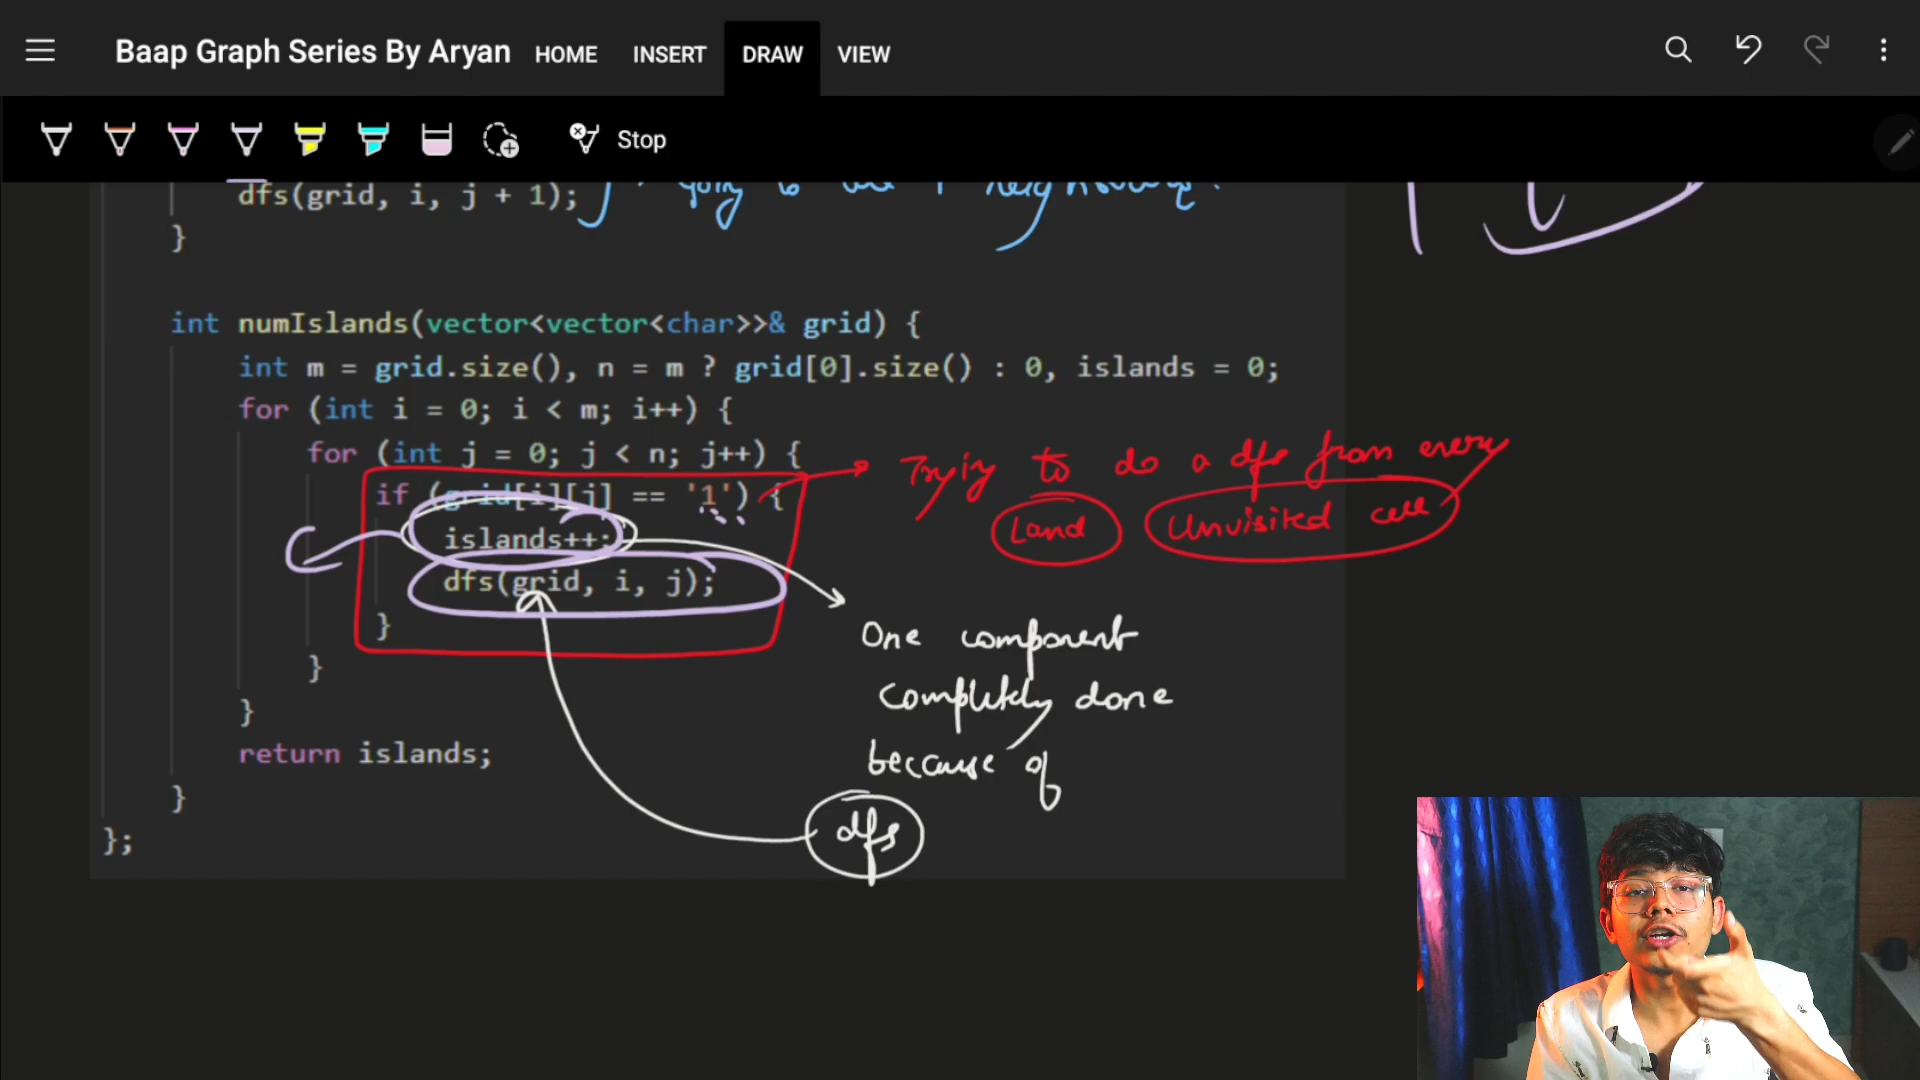 Baap Graph Series By Aryan HOME INSERT DRAW VIEW
Stop
dfs(grid, i, j + 1);
going to
}
int numIslands(vector<vector<char>>& grid) {
int m = grid.size(), n = m ? grid[0].size() : 0, islands = 0;
for (int i = 0; i < m; i++) {
for (int j = 0; j < n; j++) {
Trying to do a dfs from every
if (grid[i][j] == '1') {
Land Unvisited cell
islands++;
dfs(grid, i, j);
}
One component
}
completely done
}
return islands;
because of
}
dfs
};